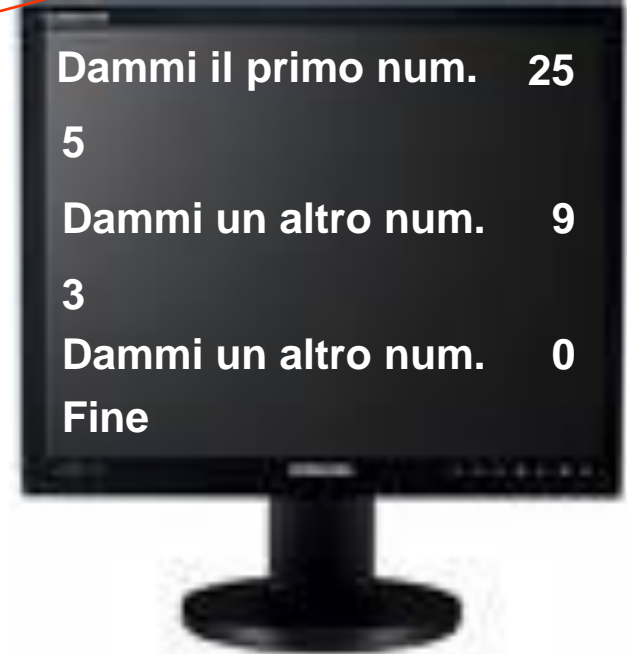 Dammi il primo num. 25
5
Dammi un altro num. 9
3
Dammi un altro num. 0
Fine